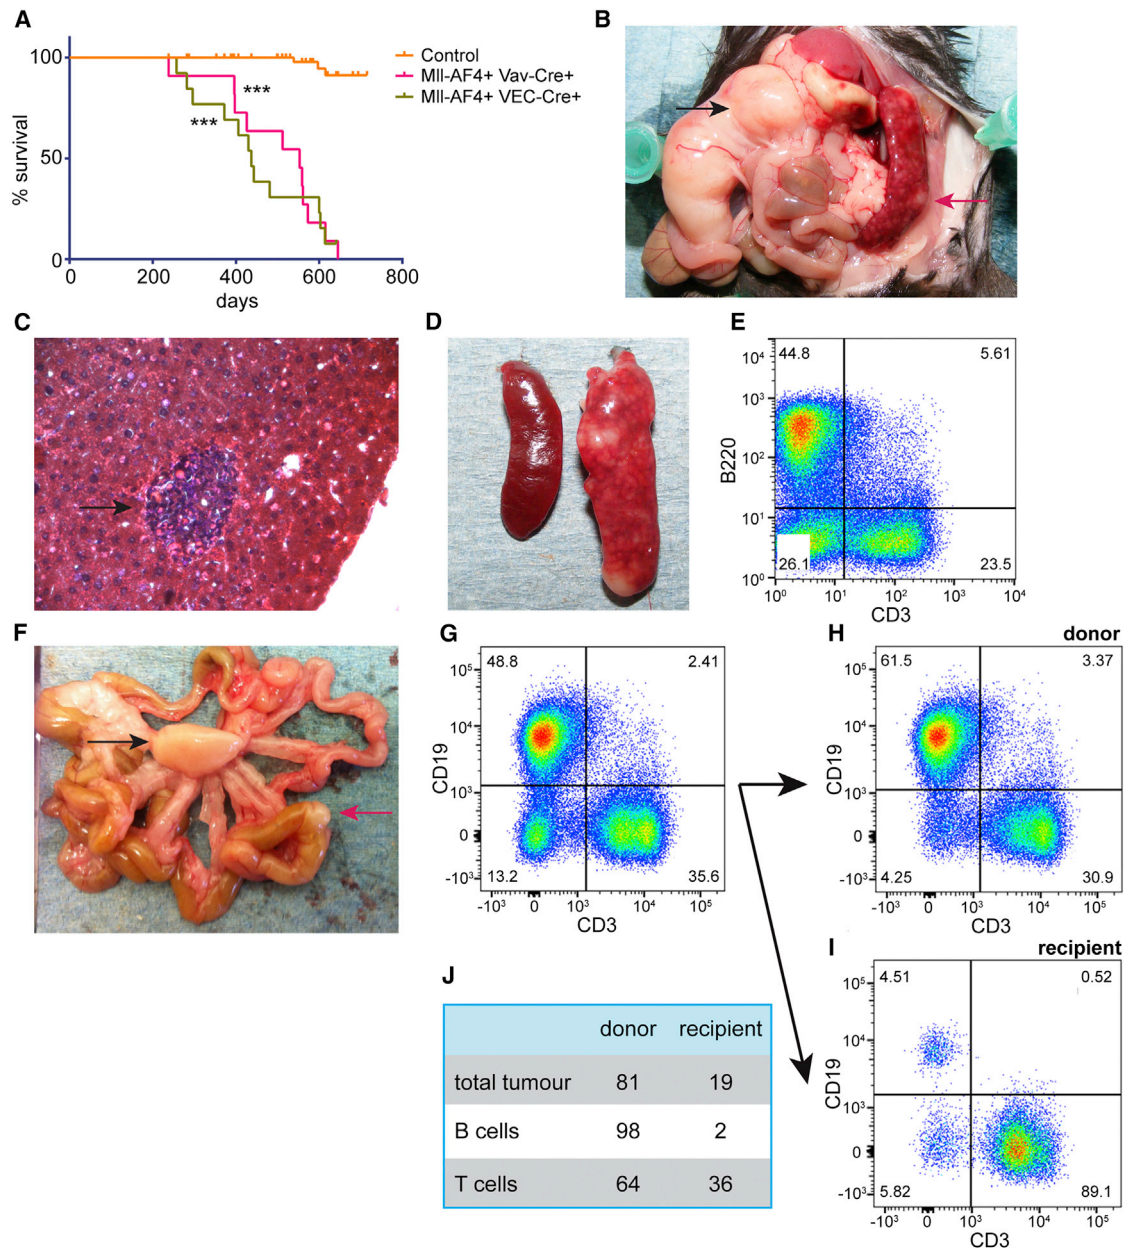 A
100
50
0
% survival
0 200 400 600 800
days
***
***
Control
Mll-AF4+ Vav-Cre+
Mll-AF4+ VEC-Cre+
B
C
D
E
44.8 5.61
26.1 23.5
10⁴
10³
10²
10¹
10⁰
B220
10⁰ 10¹ 10² 10³ 10⁴
CD3
F
G
48.8 2.41
13.2 35.6
10⁵
10⁴
10³
0
-10³
CD19
-10³ 0 10³ 10⁴ 10⁵
CD3
H donor
61.5 3.37
4.25 30.9
10⁵
10⁴
10³
0
-10³
CD19
-10³ 0 10³ 10⁴ 10⁵
CD3
I recipient
4.51 0.52
5.82 89.1
10⁵
10⁴
10³
0
-10³
CD19
-10³ 0 10³ 10⁴ 10⁵
CD3
J
donor recipient
total tumour 81 19
B cells 98 2
T cells 64 36